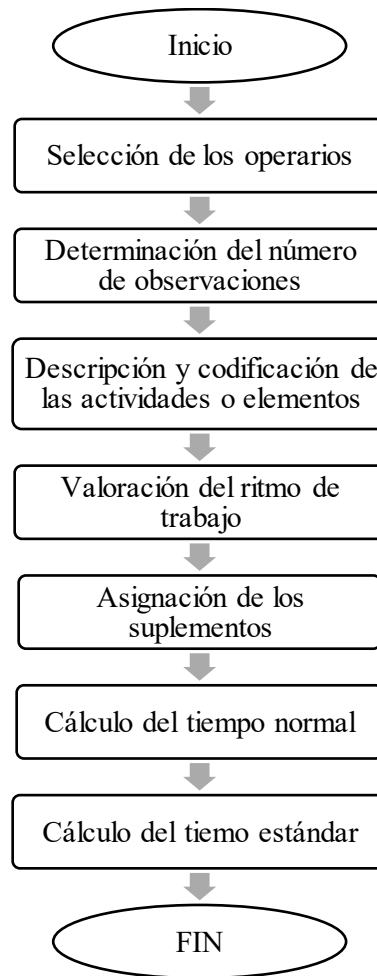 Inicio
Selección de los operarios
Determinación del número
de observaciones
Descripción y codificación de
las actividades o elementos
Valoración del ritmo de
trabajo
Asignación de los
suplementos
Cálculo del tiempo normal
Cálculo del tiemo estándar
FIN